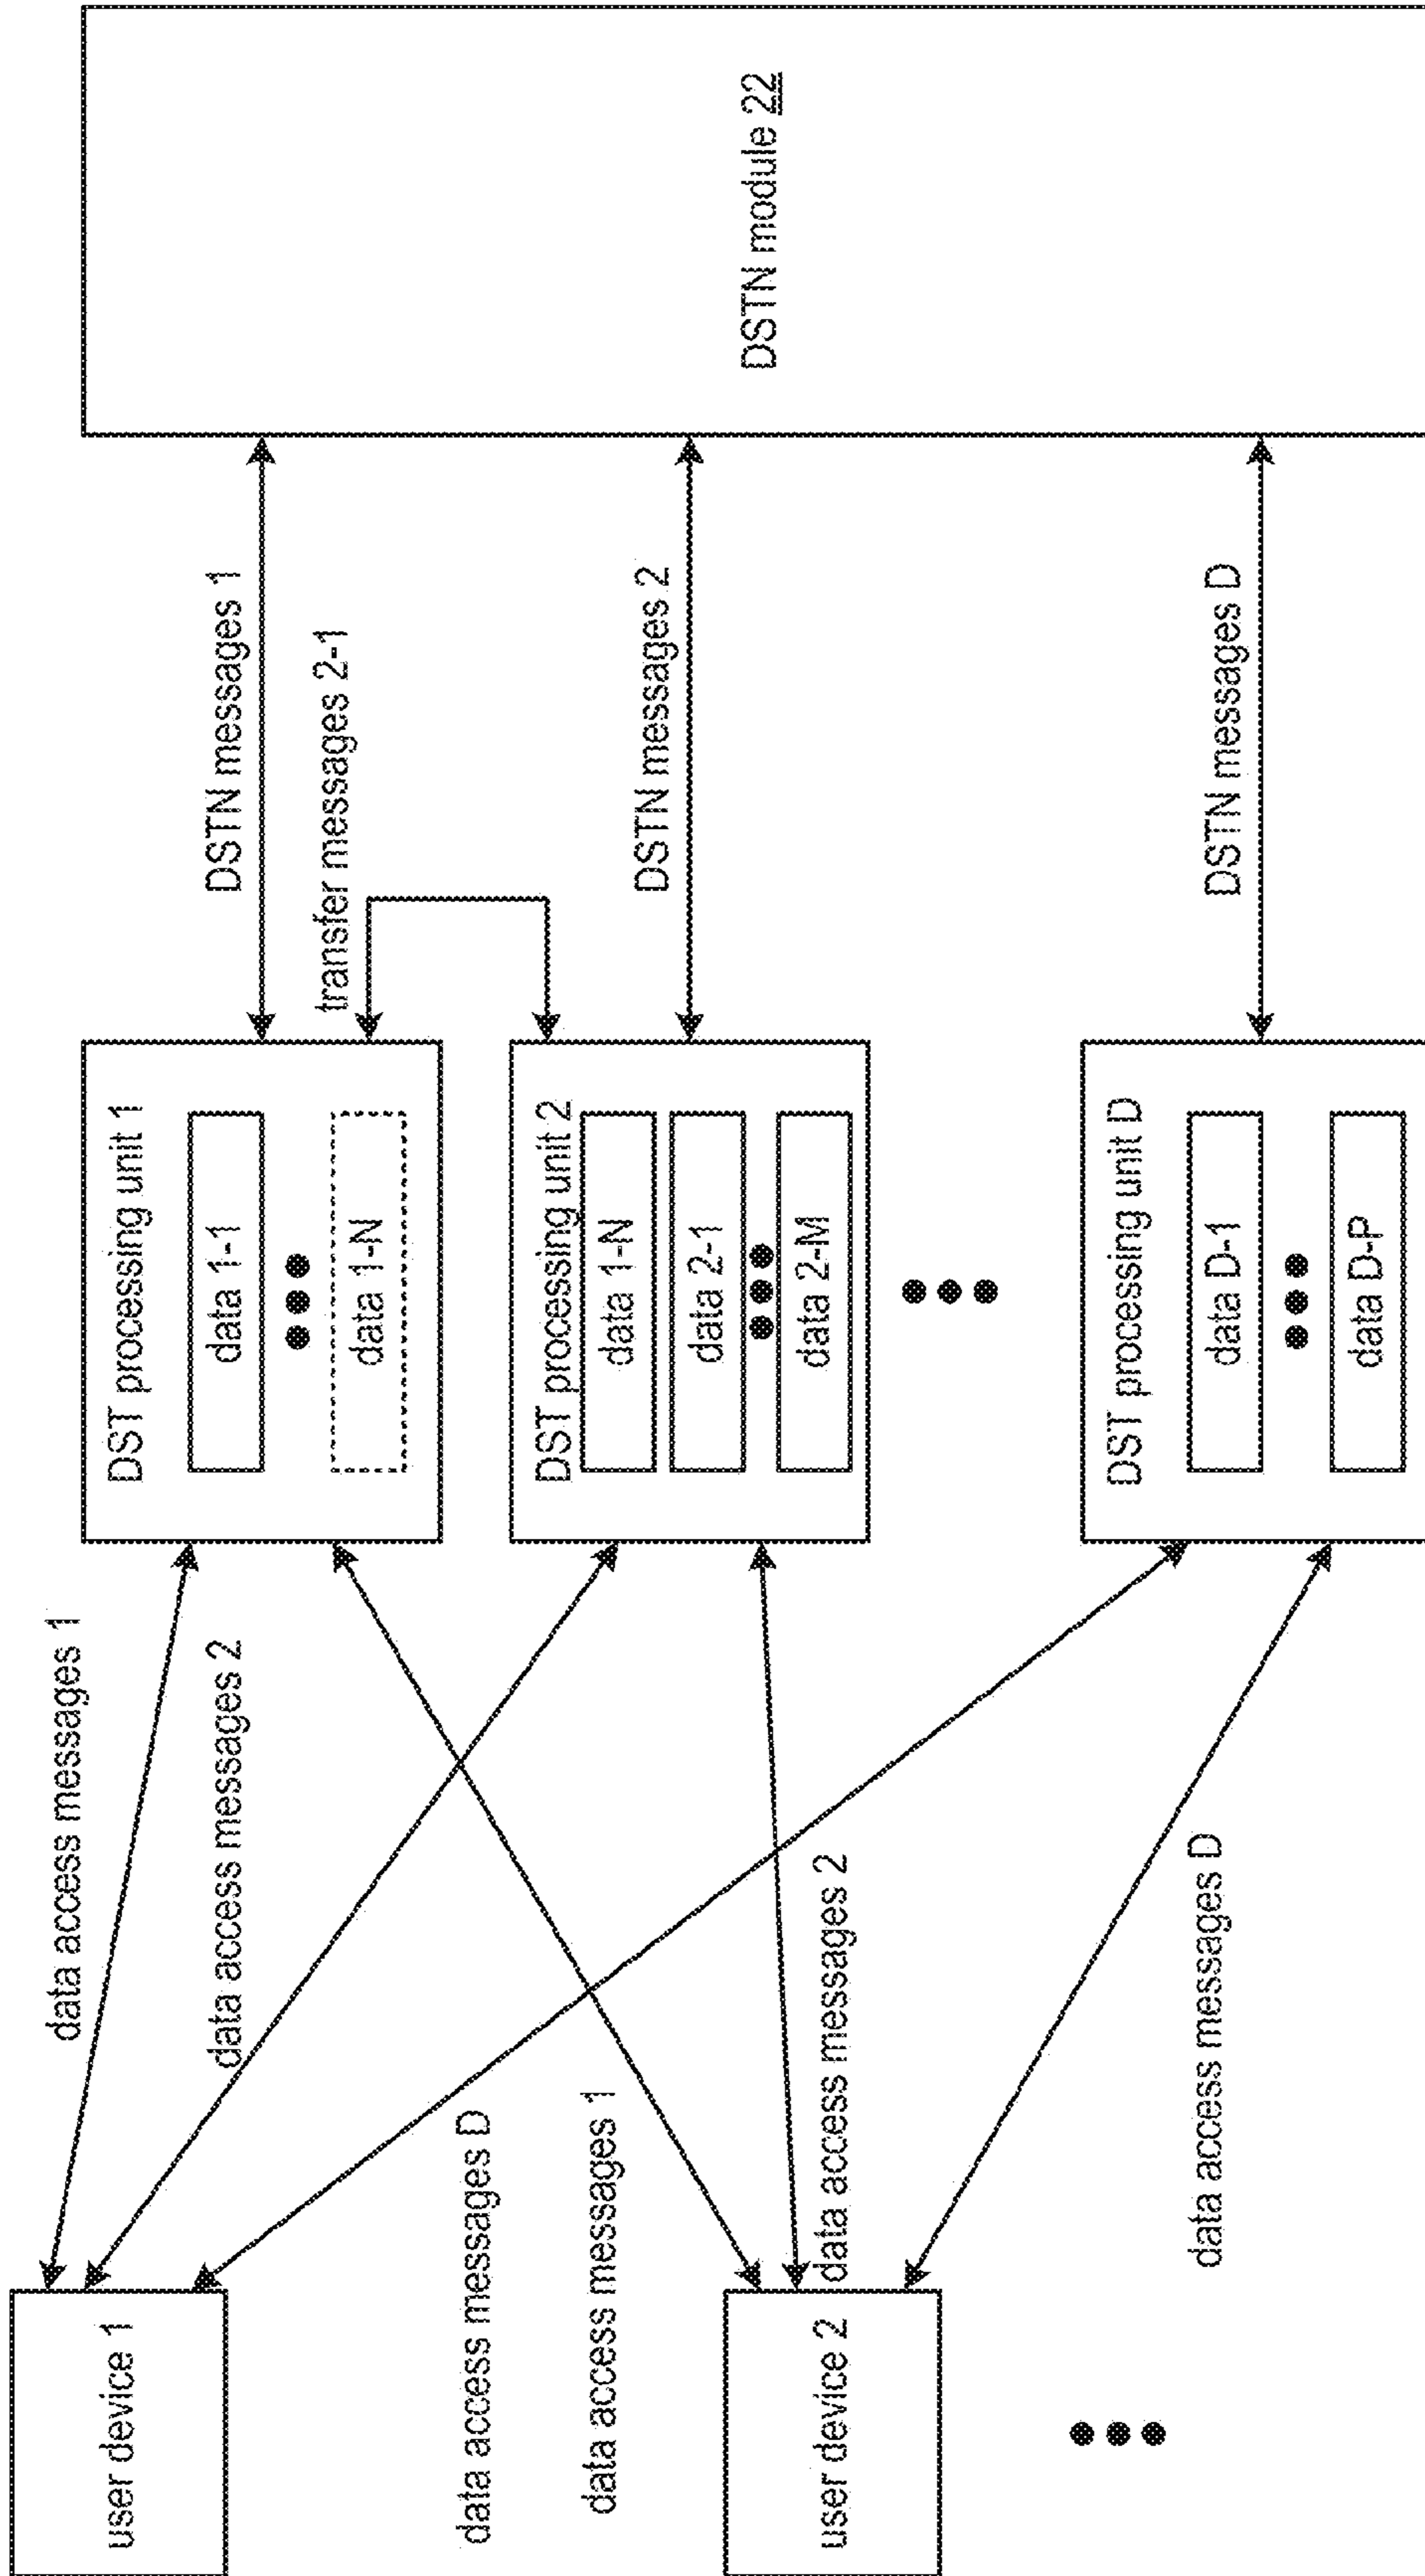 user device 1
data access messages 1
data access messages 2
data access messages D
data access messages 1
user device 2
data access messages 2
data access messages D
DST processing unit 1
data 1-1
data 1-N
DST processing unit 2
data 1-N
data 2-1
data 2-M
DST processing unit D
data D-1
data D-P
DSTN messages 1
transfer messages 2-1
DSTN messages 2
DSTN messages D
DSTN module 22